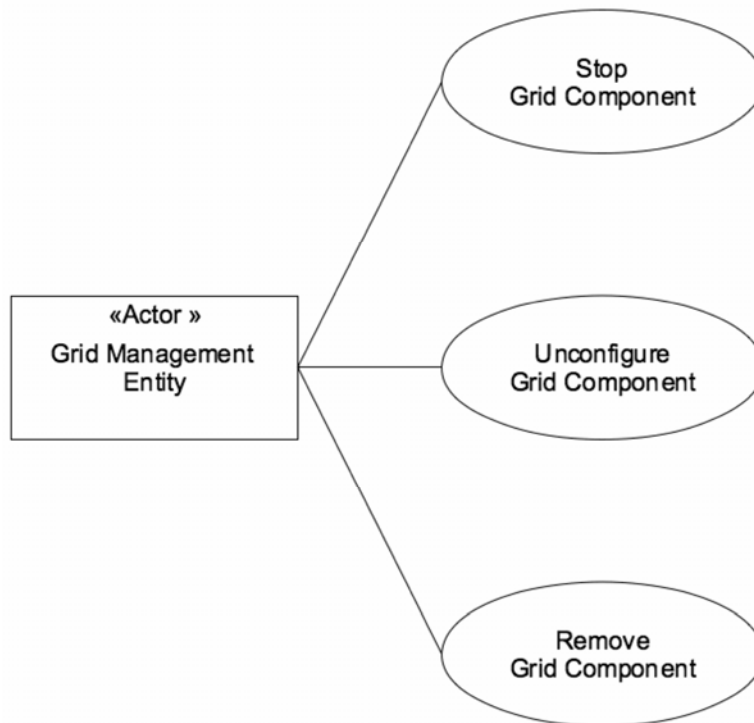 Stop
Grid Component
«Actor »
Grid Management
Entity
Unconfigure
Grid Component
Remove
Grid Component